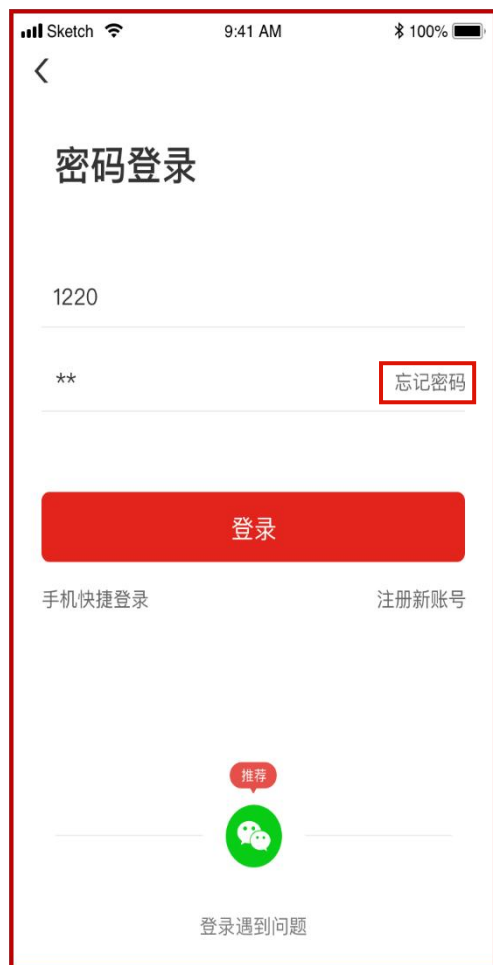 Sketch 9:41 AM 100%
密码登录
1220
** 忘记密码
登录
手机快捷登录 注册新账号
推荐
登录遇到问题